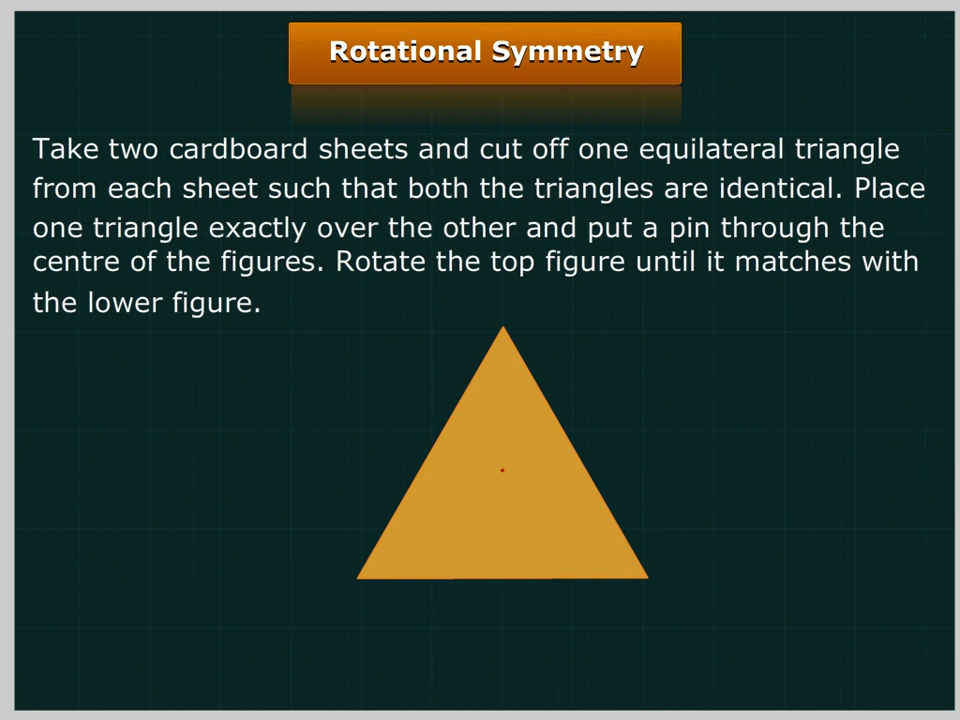 Rotational Symmetry
Take two cardboard sheets and cut off one equilateral triangle
from each sheet such that both the triangles are identical. Place
one triangle exactly over the other and put a pin through the
centre of the figures. Rotate the top figure until it matches with
the lower figure.